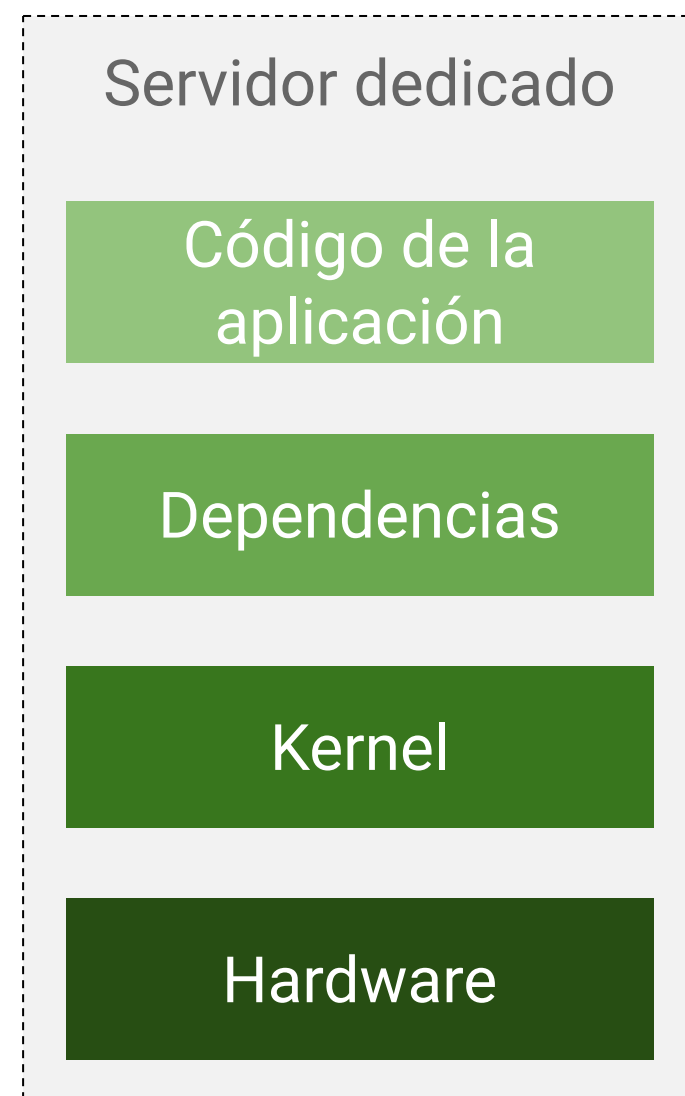 Servidor dedicado
Código de la
aplicación
Dependencias
Kernel
Hardware